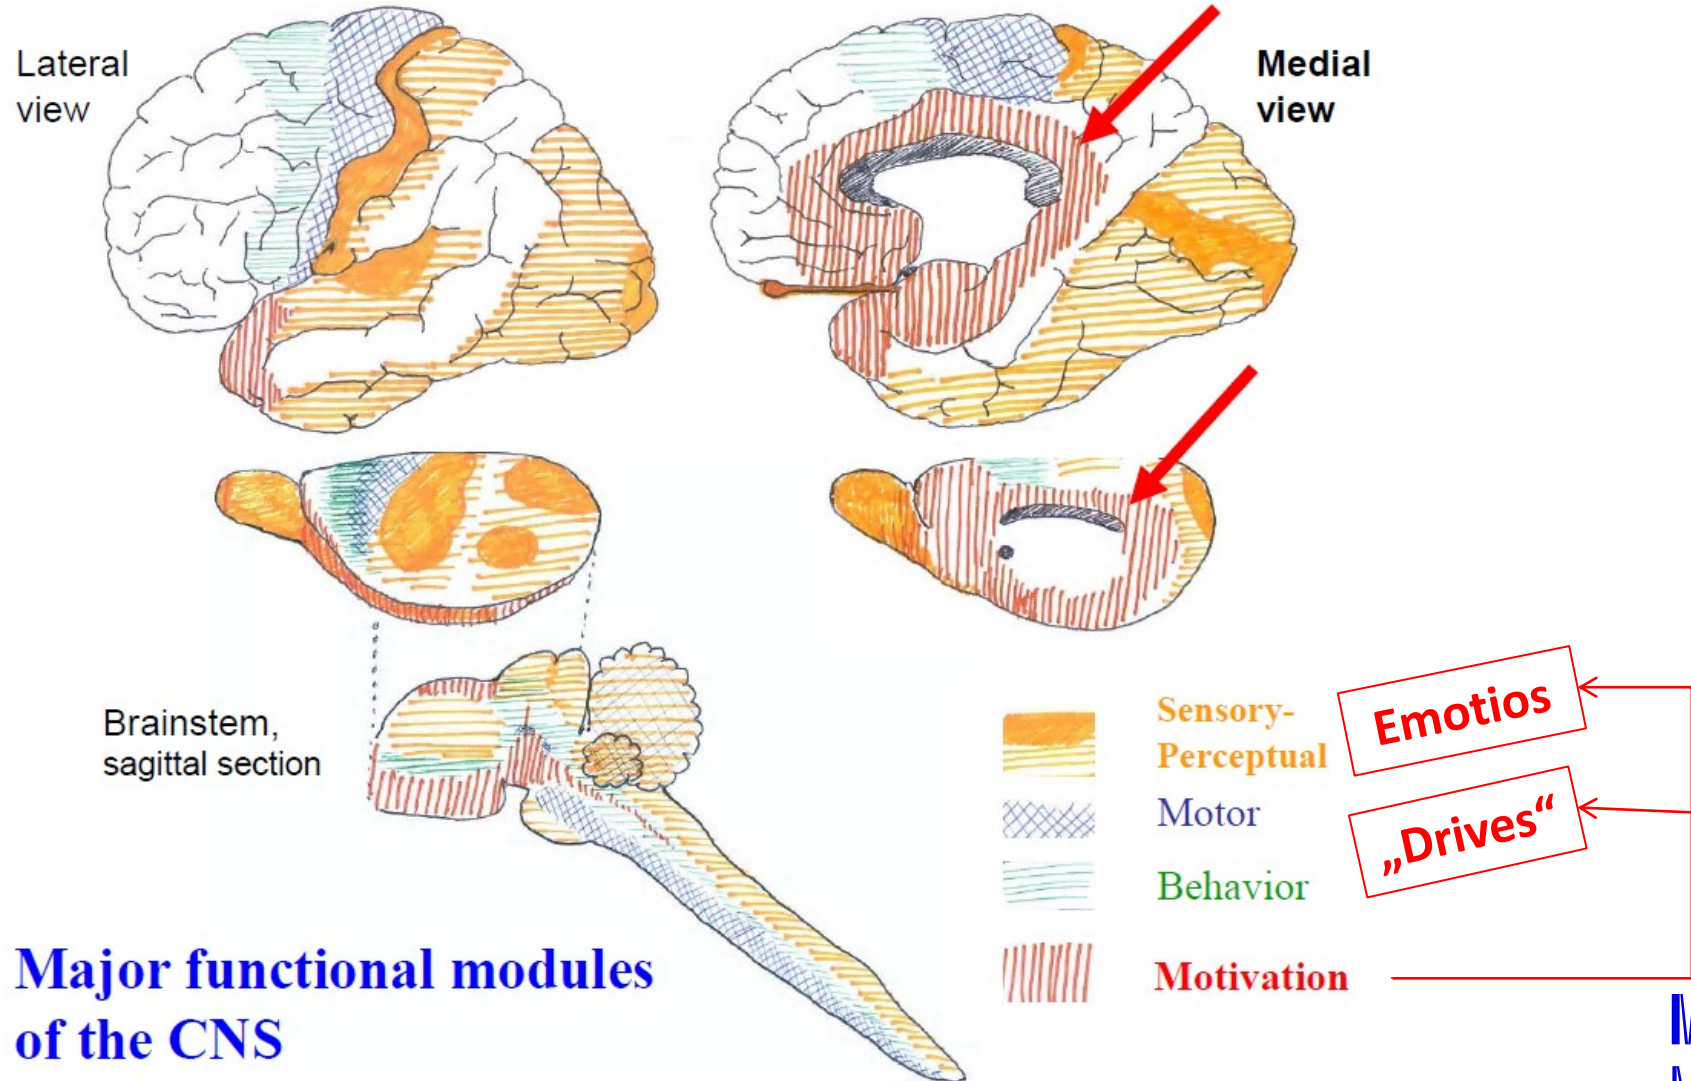 Lateral
view
Medial
view
Brainstem,
sagittal section
Sensory-
Perceptual
Motor
Behavior
Motivation
Emotios
„Drives“
Major functional modules
of the CNS